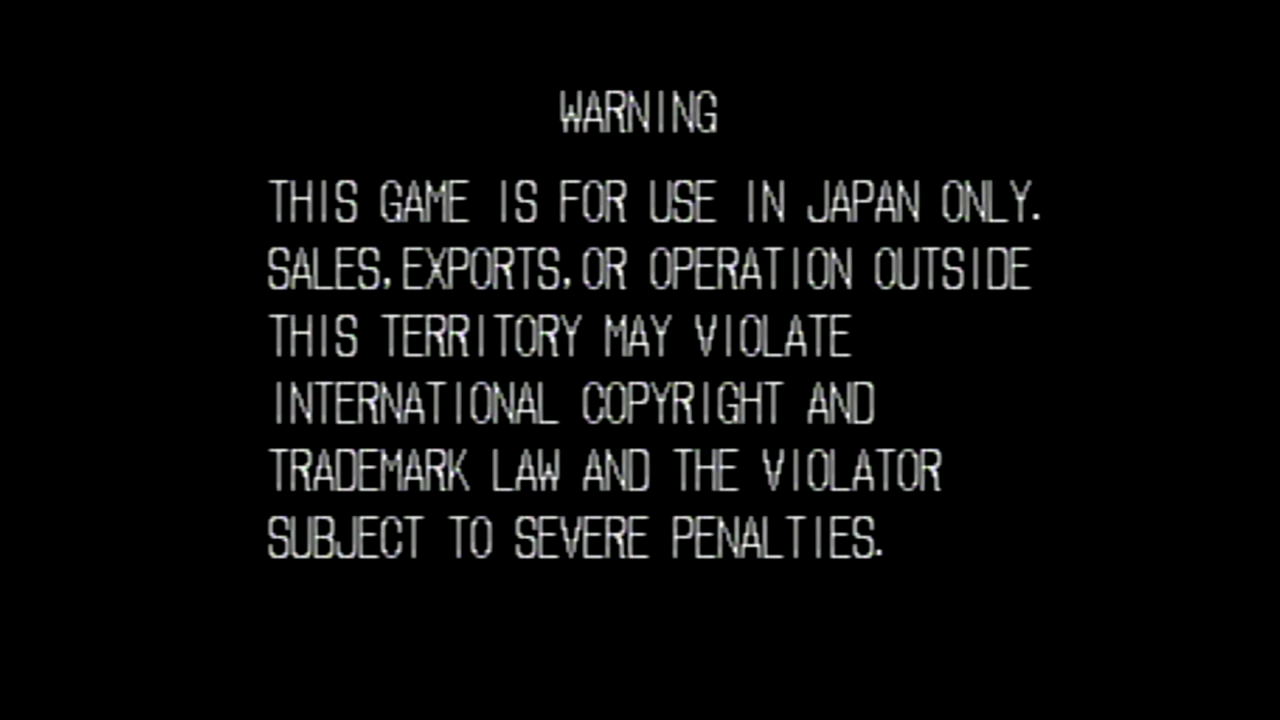 WARNING
THIS GAME IS FOR USE IN JAPAN ONLY.
SALES,EXPORTS,OR OPERATION OUTSIDE
THIS TERRITORY MAY VIOLATE
INTERNATIONAL COPYRIGHT AND
TRADEMARK LAW AND THE VIOLATOR
SUBJECT TO SEVERE PENALTIES.